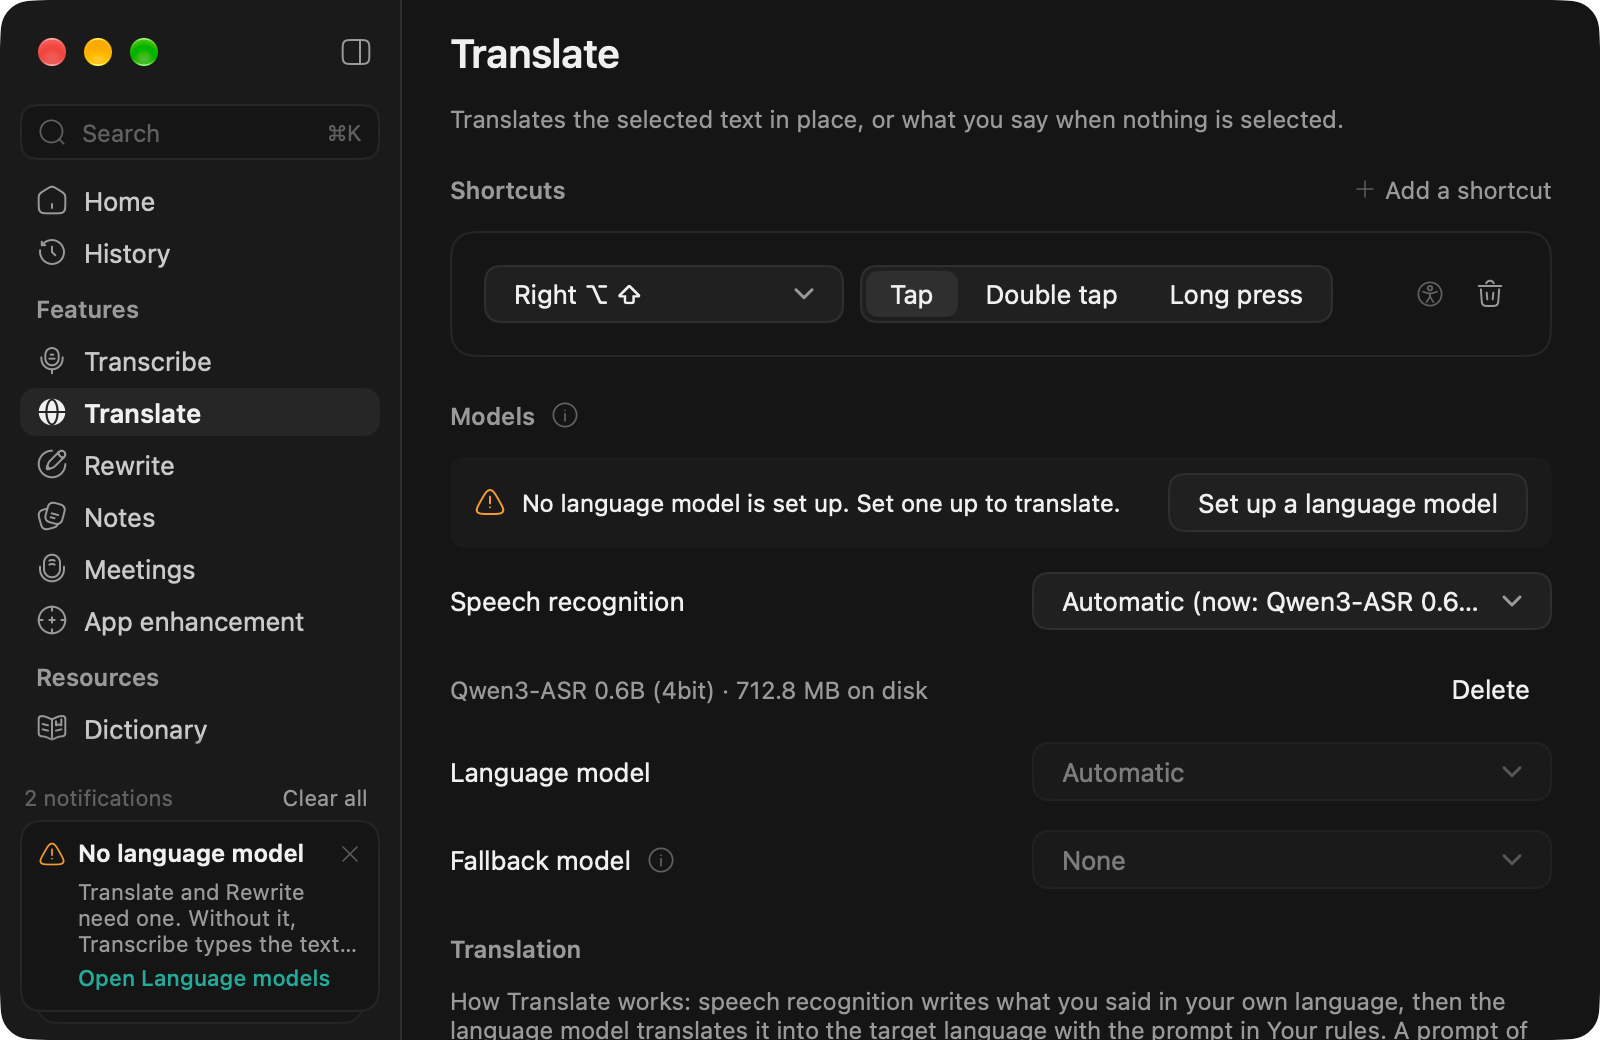 Search ⌘K
Home
History
Features
Transcribe
Translate
Rewrite
Notes
Meetings
App enhancement
Resources
Dictionary
2 notifications Clear all
No language model
Translate and Rewrite
need one. Without it,
Transcribe types the text...
Open Language models
Translate
Translates the selected text in place, or what you say when nothing is selected.
Shortcuts
+ Add a shortcut
Right ⌥ ⇧
Tap Double tap Long press
Models
No language model is set up. Set one up to translate.
Set up a language model
Speech recognition
Automatic (now: Qwen3-ASR 0.6...
Qwen3-ASR 0.6B (4bit) · 712.8 MB on disk
Delete
Language model
Automatic
Fallback model
None
Translation
How Translate works: speech recognition writes what you said in your own language, then the
language model translates it into the target language with the prompt in Your rules. A prompt of